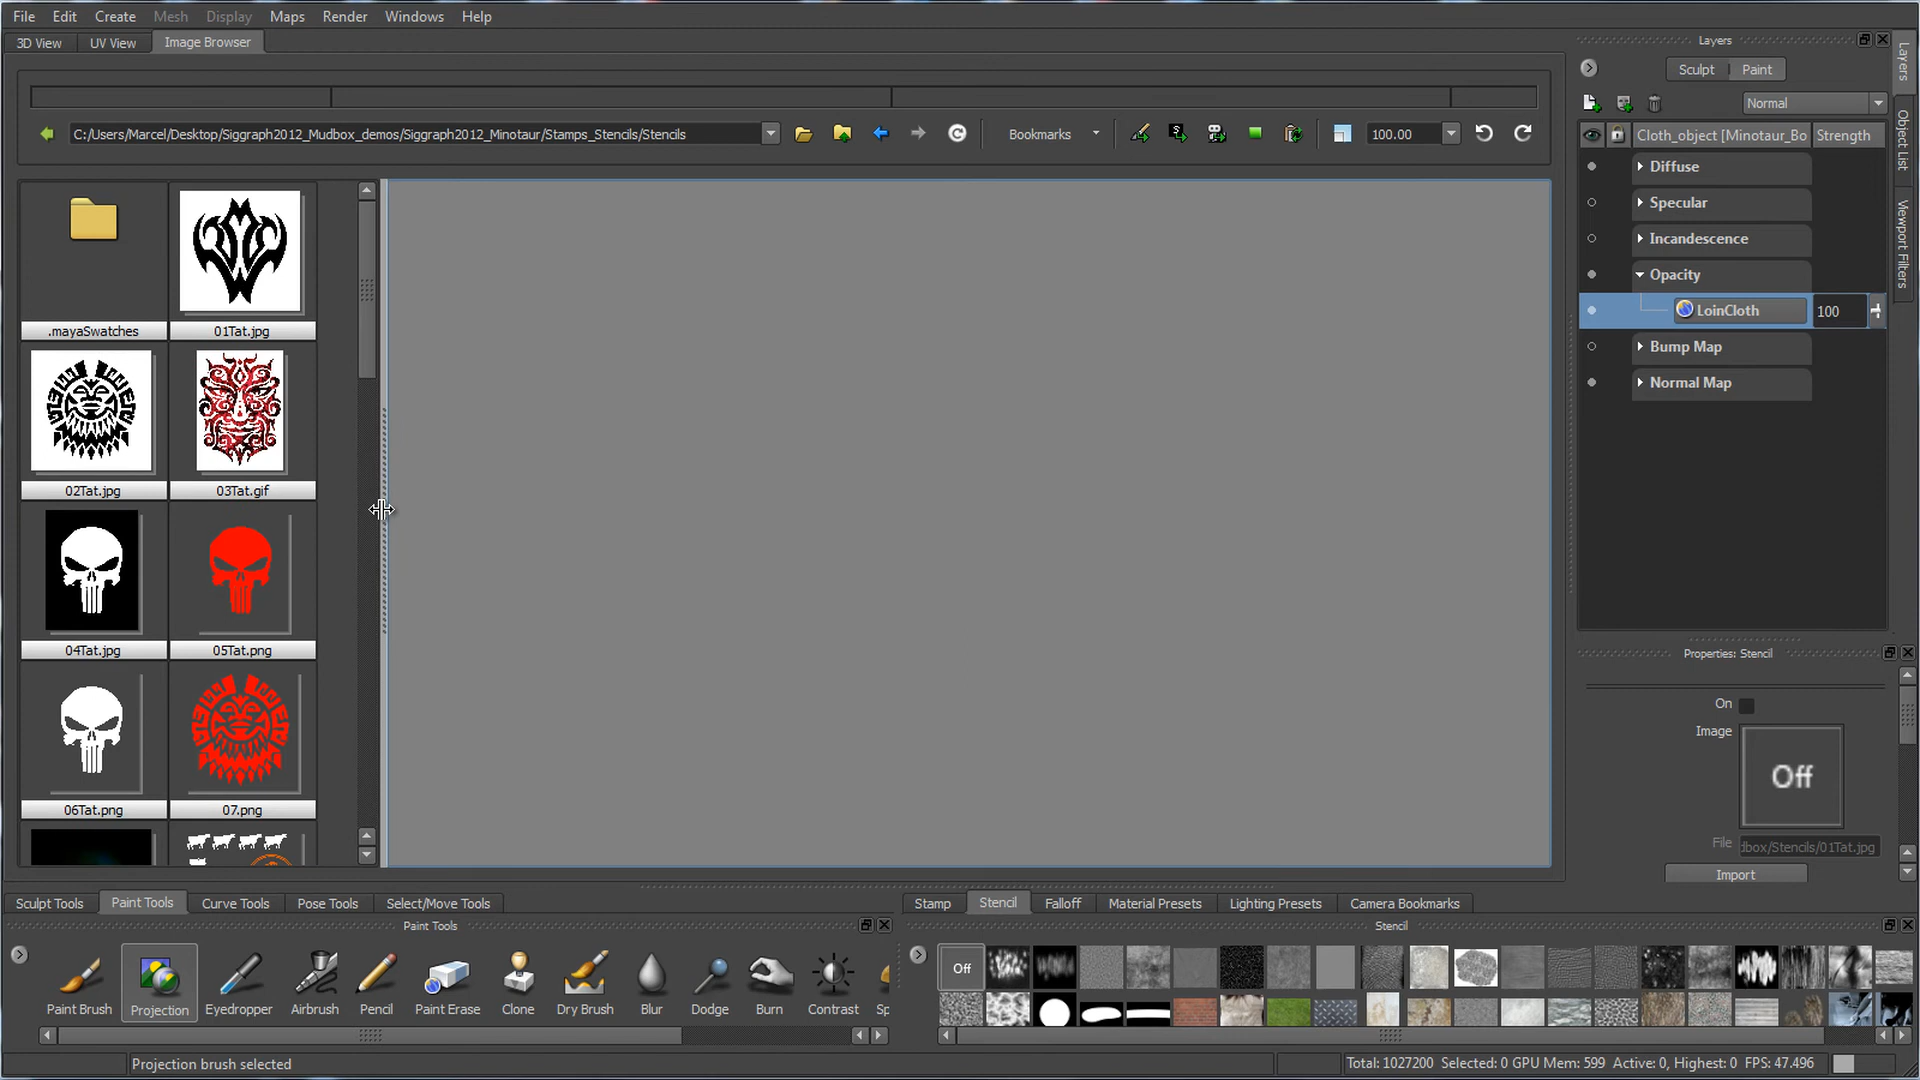 File Edit Create Mesh Display Maps Render Windows Help
3D View UV View Image Browser
Layers
Sculpt Paint
Normal
C:/Users/Marcel/Desktop/Siggraph2012_Mudbox_demos/Siggraph2012_Minotaur/Stamps_Stencils/Stencils
Bookmarks
100.00
Cloth_object [Minotaur_Bo Strength
Diffuse
Specular
Incandescence
Opacity
LoinCloth 100
Bump Map
Normal Map
Layers
Object List
Viewport Filters
.mayaSwatches 01Tat.jpg
02Tat.jpg 03Tat.gif
04Tat.jpg 05Tat.png
06Tat.png 07.png
Properties: Stencil
On
Image
Off
File dbox/Stencils/01Tat.jpg
Import
Sculpt Tools Paint Tools Curve Tools Pose Tools Select/Move Tools
Stamp Stencil Falloff Material Presets Lighting Presets Camera Bookmarks
Paint Tools
Stencil
Paint Brush Projection Eyedropper Airbrush Pencil Paint Erase Clone Dry Brush Blur Dodge Burn Contrast Sp
Off
Projection brush selected
Total: 1027200 Selected: 0 GPU Mem: 599 Active: 0, Highest: 0 FPS: 47.496